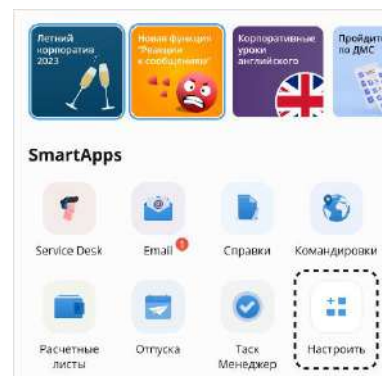 Летний
корпоратив
2023
Новая функция
"Реакции
к сообщениям"
Корпоративные
уроки
английского
Пройдите
по ДМС
SmartApps
1
Service Desk
Email
Справки
Командировки
Расчетные
листы
Отпуска
Таск
Менеджер
Настроить